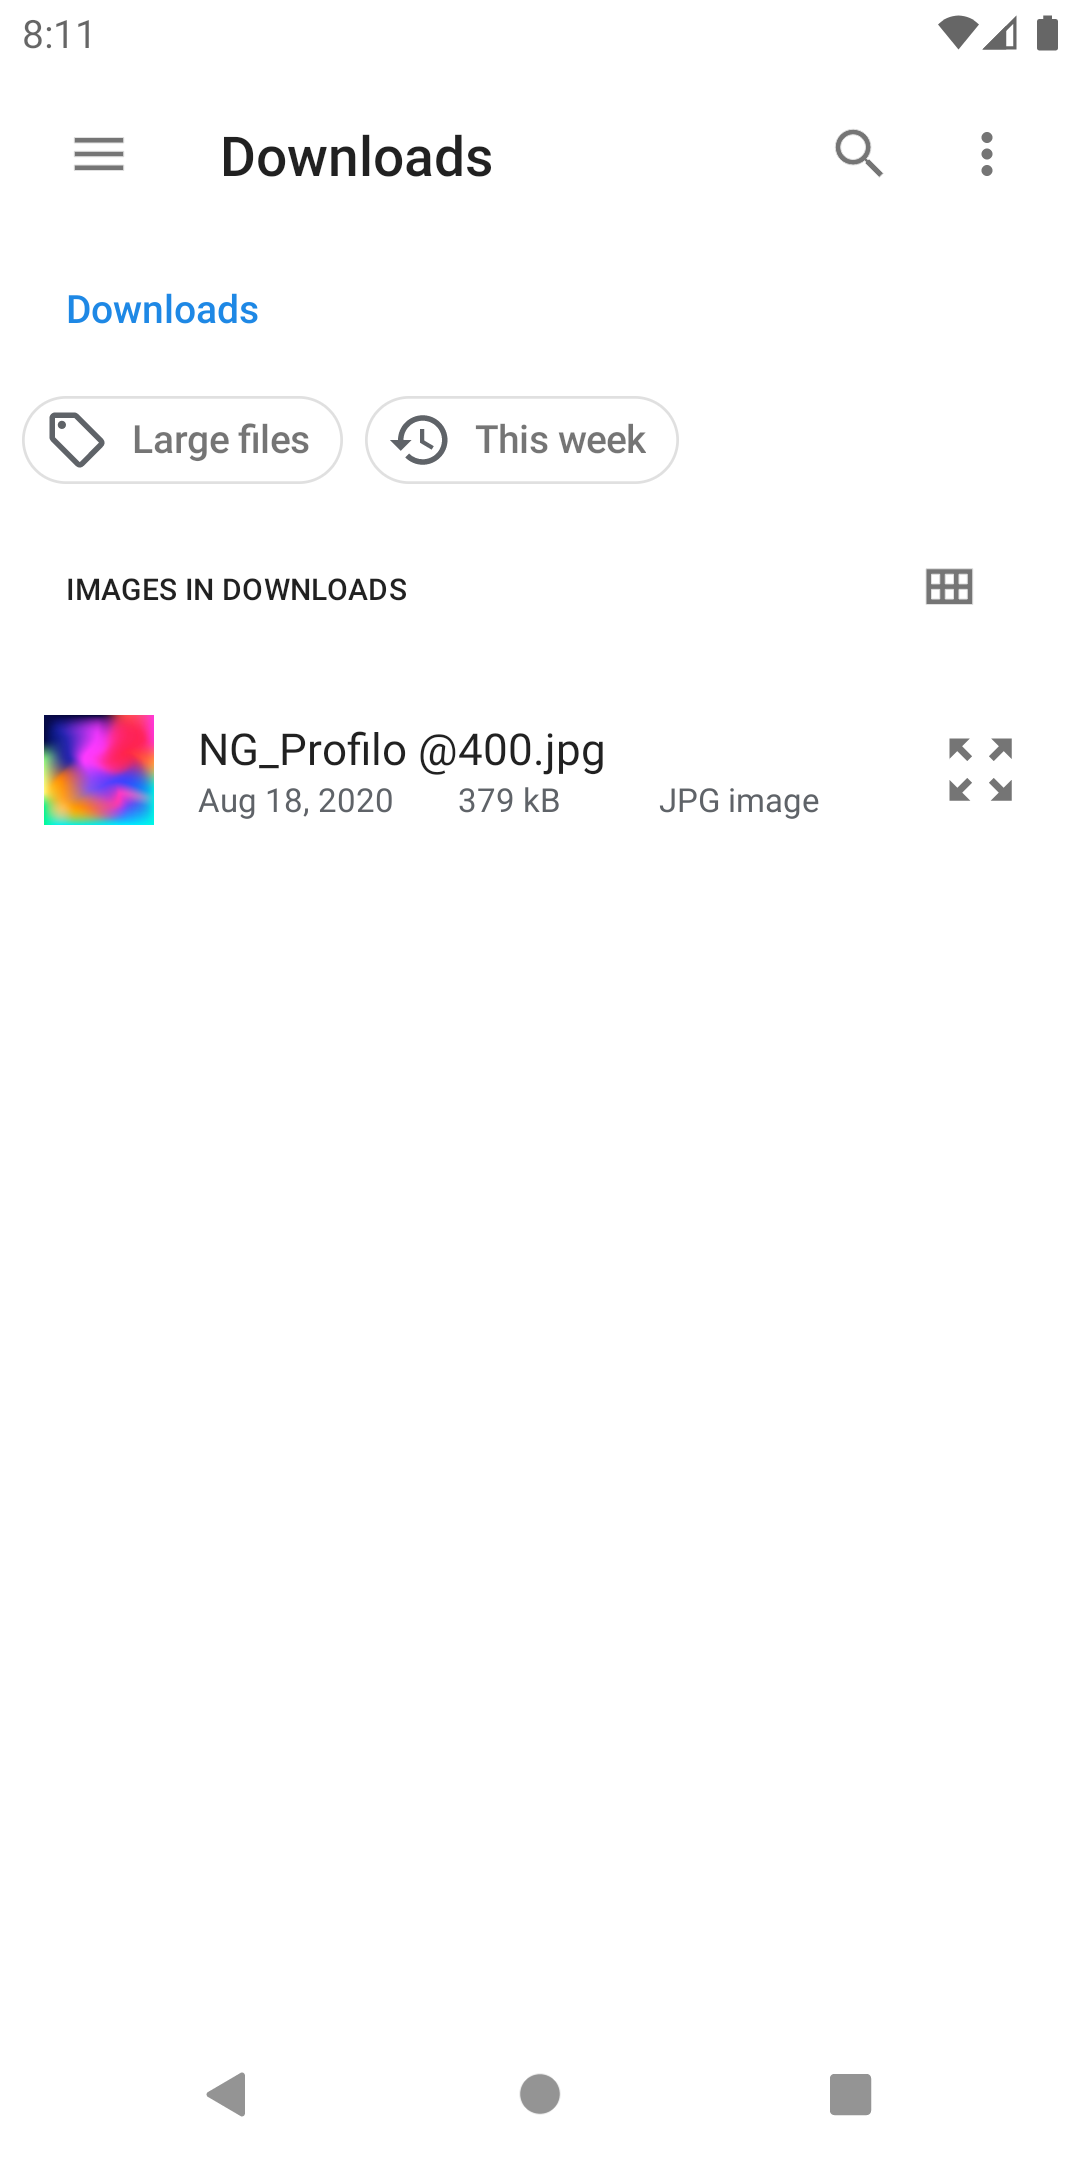 8:11
Downloads
Downloads
Large files
This week
IMAGES IN DOWNLOADS
NG_Profilo @400.jpg
Aug 18, 2020 379 kB JPG image